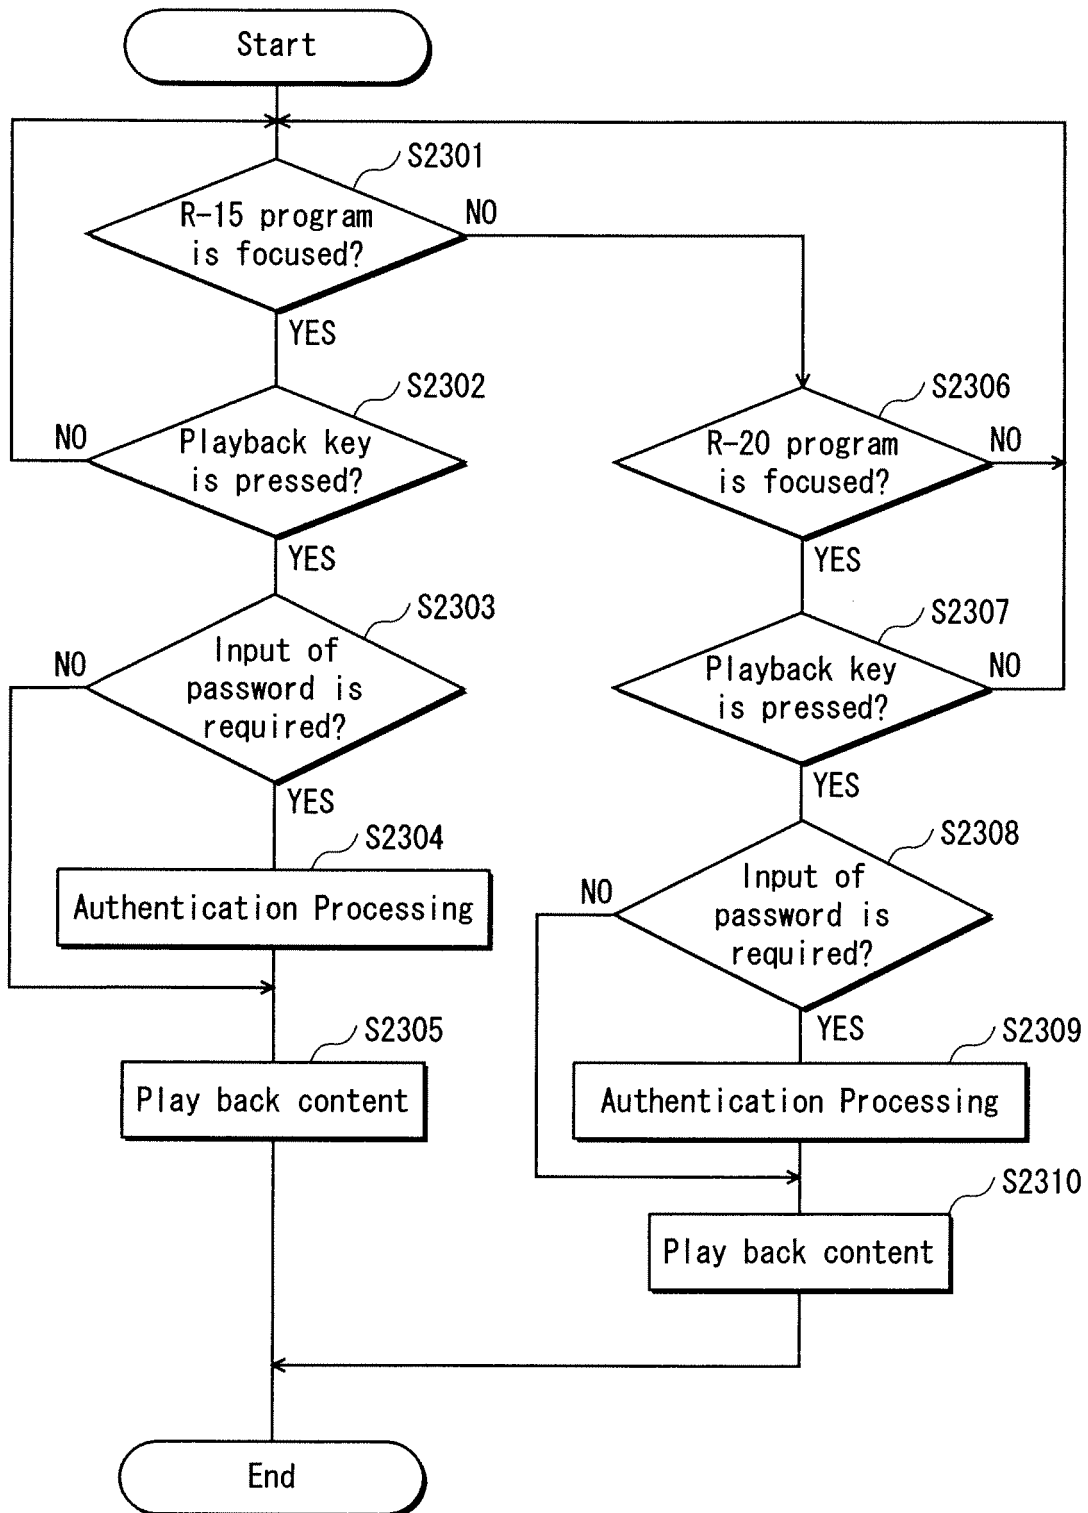 Start
S2301
R-15 program
is focused?
NO
YES
S2302
Playback key
is pressed?
NO
YES
S2303
Input of
password is
required?
NO
YES
S2304
Authentication Processing
S2305
Play back content
S2306
R-20 program
is focused?
NO
YES
S2307
Playback key
is pressed?
NO
YES
S2308
Input of
password is
required?
NO
YES
S2309
Authentication Processing
S2310
Play back content
End